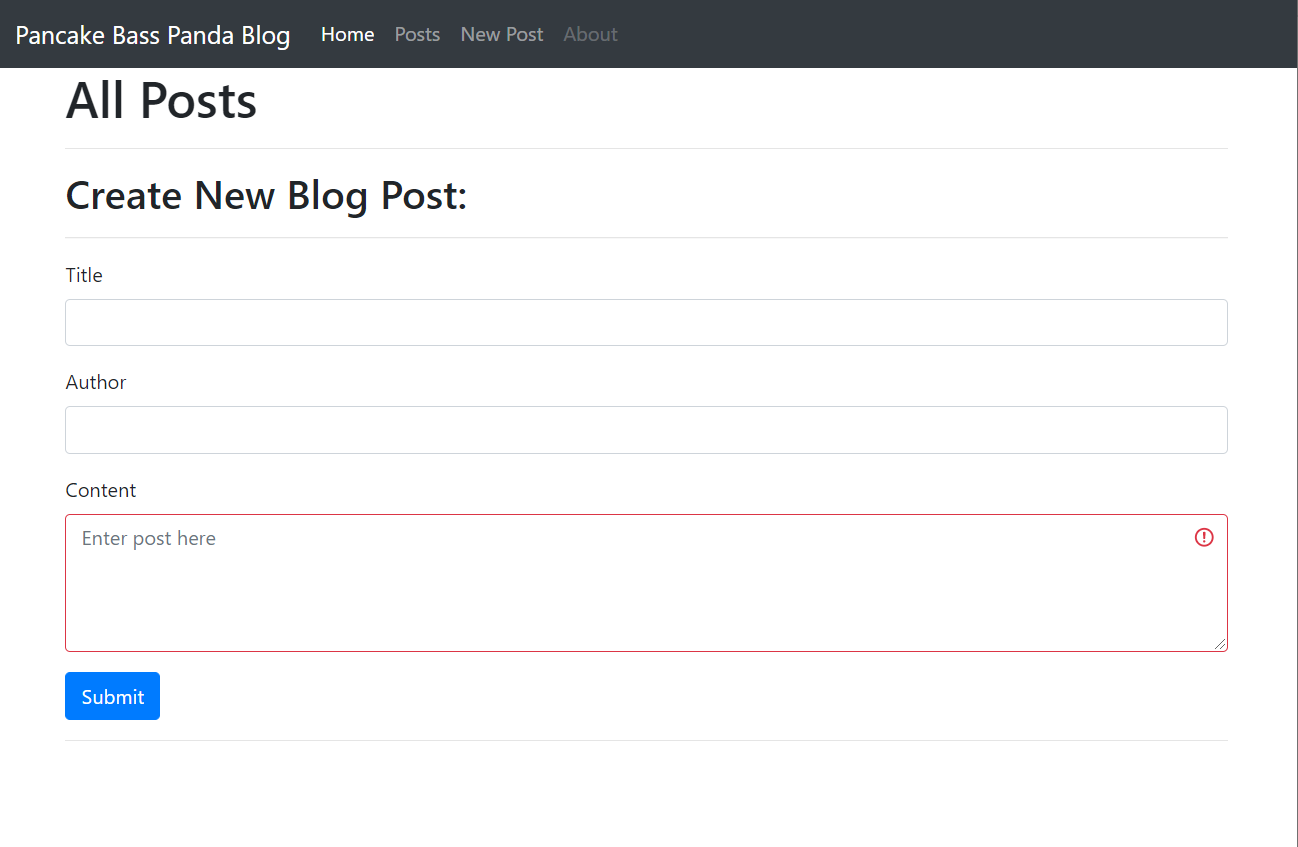 Pancake Bass Panda Blog Home Posts New Post About
All Posts
Create New Blog Post:
Title
Author
Content
Enter post here
Submit